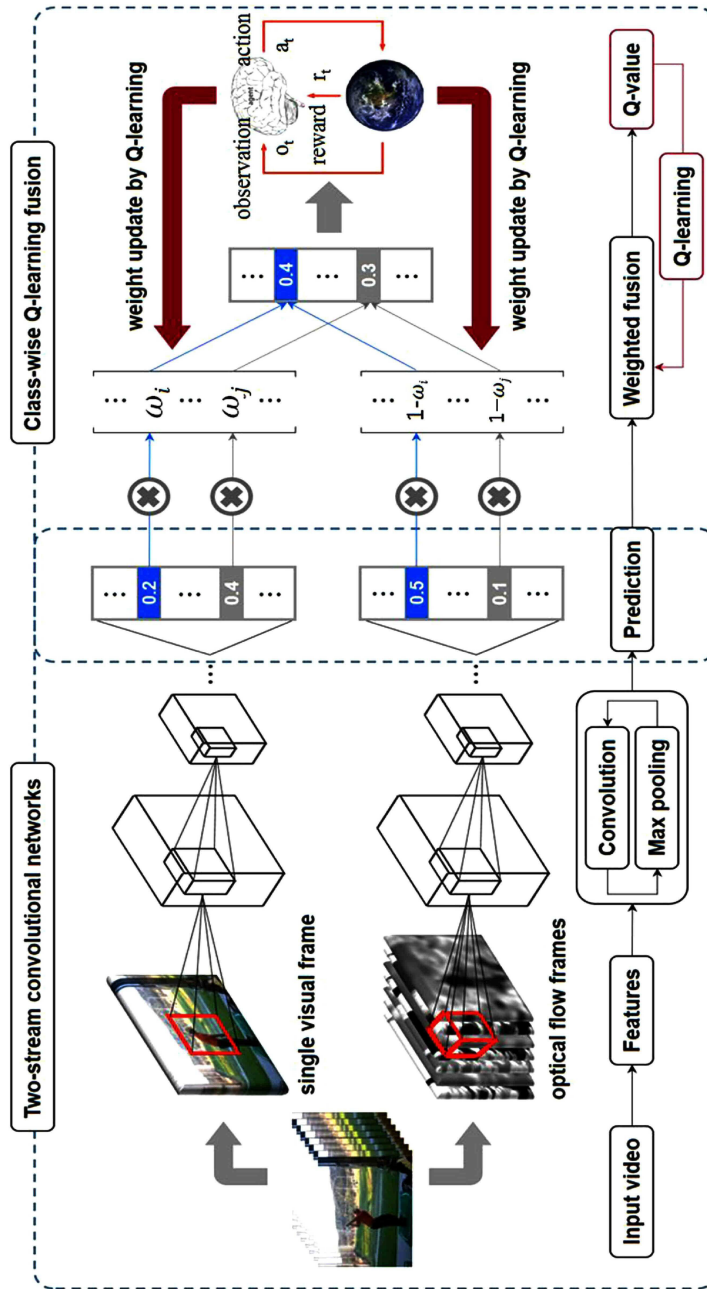 Two-stream convolutional networks
Class-wise Q-learning fusion
single visual frame
optical flow frames
...
... 0.2 ... 0.4 ...
... 0.5 ... 0.1 ...
... ωi ... ωj ...
... 1-ωi ... 1-ωj ...
... 0.4 ... 0.3 ...
weight update by Q-learning
observation
action
ot
at
agent
reward
rt
weight update by Q-learning
Input video
Features
Convolution
Max pooling
Prediction
Weighted fusion
Q-value
Q-learning